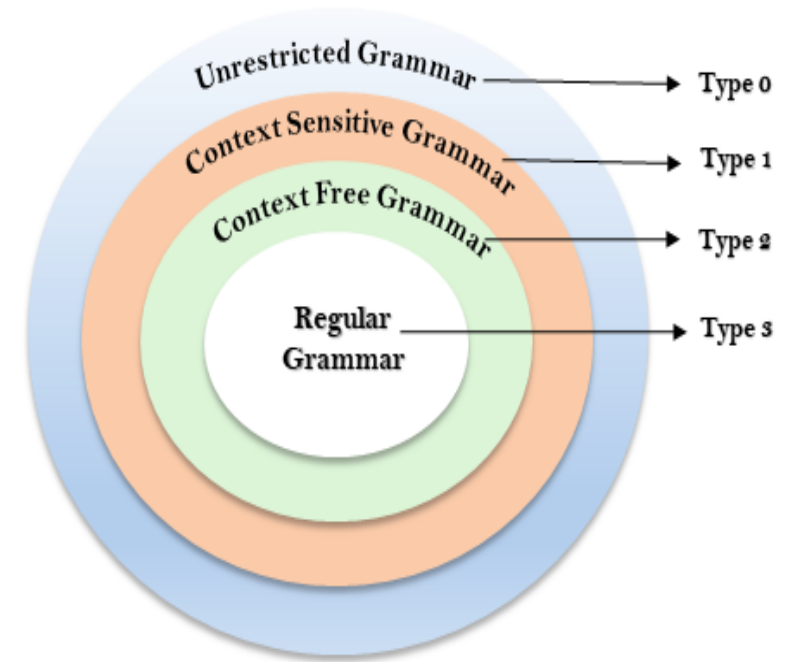 Unrestricted Grammar
Type 0
Context Sensitive Grammar
Type 1
Context Free Grammar
Type 2
Regular
Grammar
Type 3